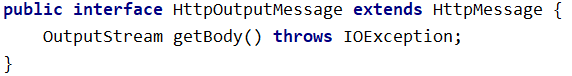 public interface HttpOutputMessage extends HttpMessage {
    OutputStream getBody() throws IOException;
}